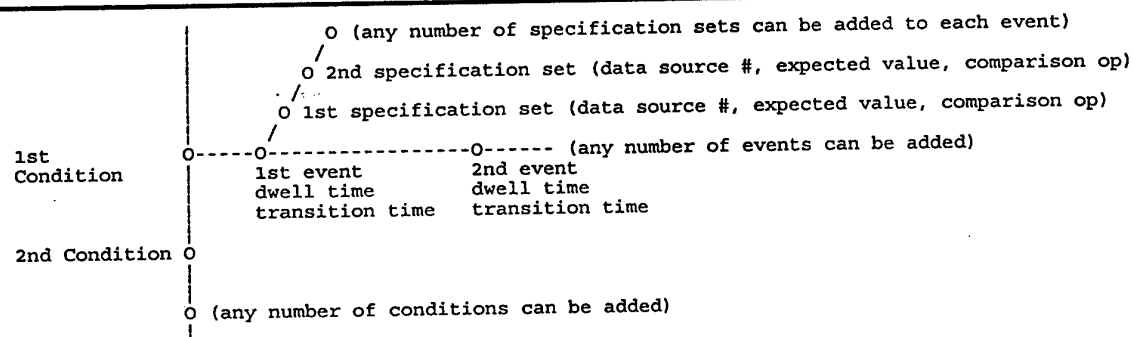 O (any number of specification sets can be added to each event)
O 2nd specification set (data source #, expected value, comparison op)
O 1st specification set (data source #, expected value, comparison op)
1st O-----O-----------------O------ (any number of events can be added)
Condition 1st event 2nd event
dwell time dwell time
transition time transition time
2nd Condition O
O (any number of conditions can be added)